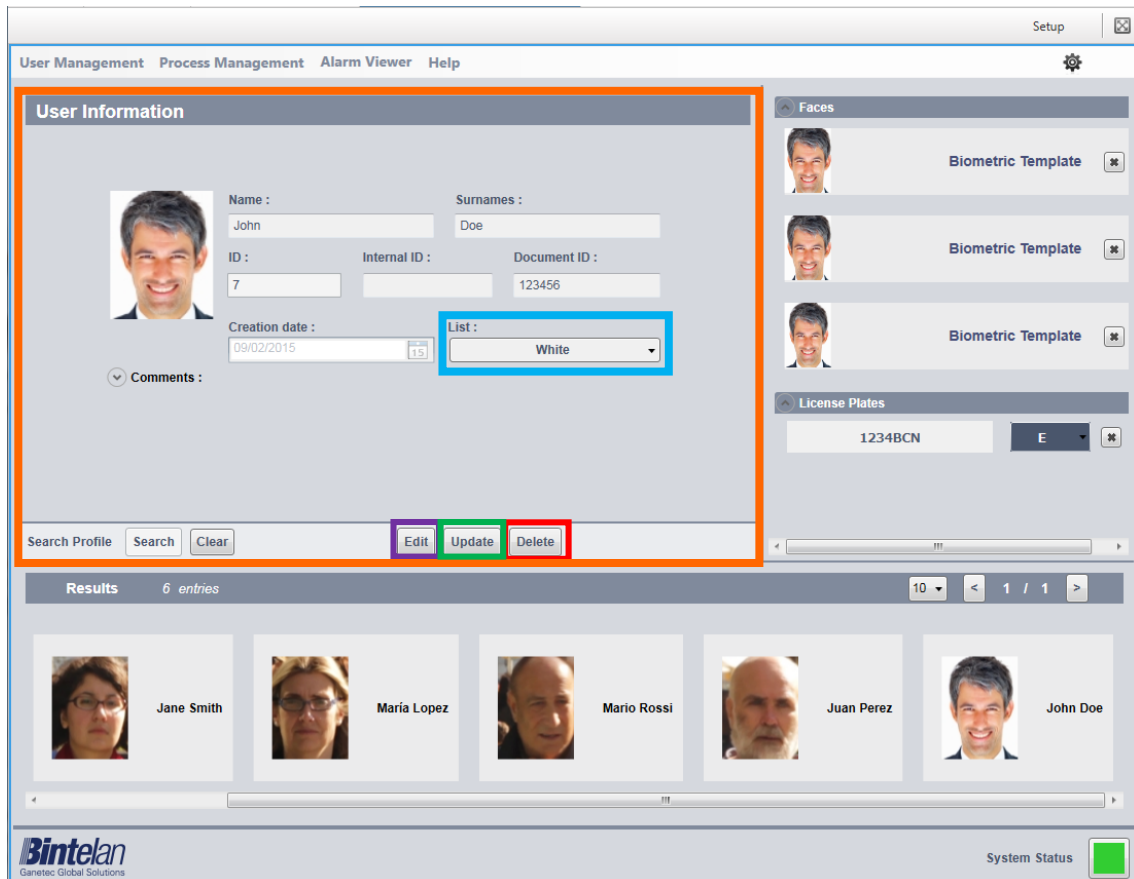 Setup
User Management Process Management Alarm Viewer Help
User Information
Name : Surnames :
John Doe
ID : Internal ID : Document ID :
7 123456
Creation date : List :
09/02/2015 15 White
Comments :
Search Profile Search Clear Edit Update Delete
Faces
Biometric Template
Biometric Template
Biometric Template
License Plates
1234BCN E
Results 6 entries 10 < 1 / 1 >
Jane Smith María Lopez Mario Rossi Juan Perez John Doe
Bintelan
Ganetec Global Solutions
System Status